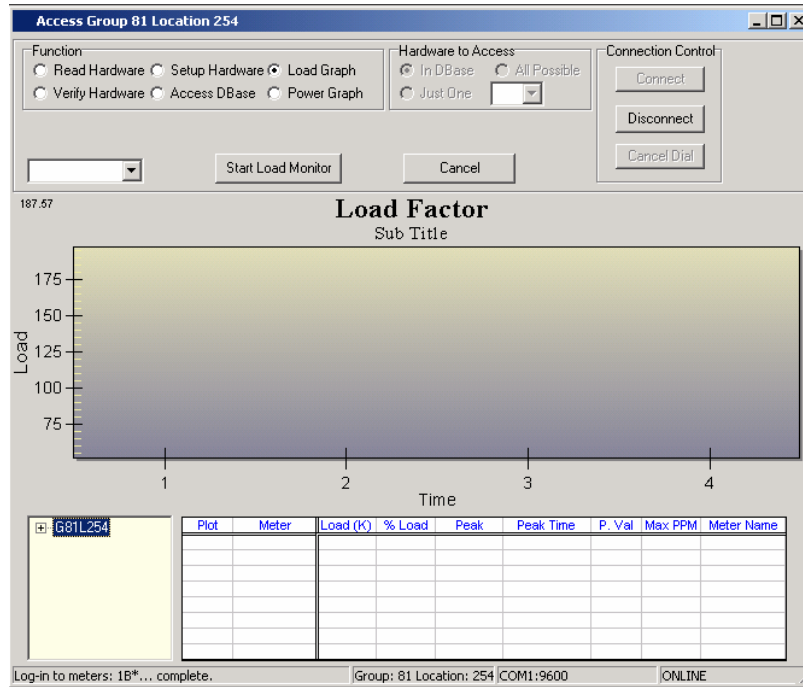 Access Group 81 Location 254
Function
Hardware to Access
Connection Control
Read Hardware Setup Hardware Load Graph
In DBase All Possible
Connect
Verify Hardware Access DBase Power Graph
Just One
Disconnect
Start Load Monitor
Cancel
Cancel Dial
187.57
Load Factor
Sub Title
175
150
125
100
75
Load
1 2 3 4
Time
G81L254
Plot Meter Load (K) % Load Peak Peak Time P. Val Max PPM Meter Name
Log-in to meters: 1B*... complete. Group: 81 Location: 254 COM1:9600 ONLINE